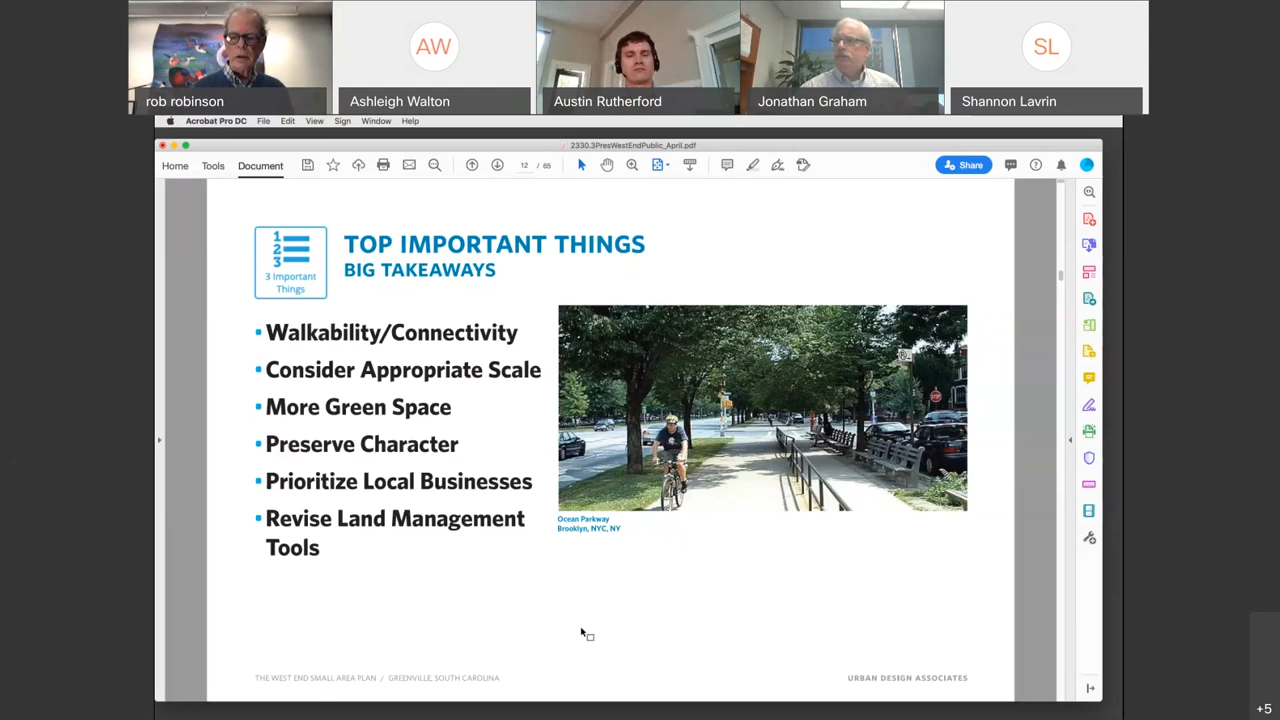 AW
SL
rob robinson
Ashleigh Walton
Austin Rutherford
Jonathan Graham
Shannon Lavrin
Acrobat Pro DC File Edit View Sign Window Help
2330.3PresWestEndPublic_April.pdf
Home Tools Document 12 / 65 Share
1
2
3
3 Important
Things
TOP IMPORTANT THINGS
BIG TAKEAWAYS
• Walkability/Connectivity
• Consider Appropriate Scale
• More Green Space
• Preserve Character
• Prioritize Local Businesses
• Revise Land Management
Tools
STOP
Ocean Parkway
Brooklyn, NYC, NY
THE WEST END SMALL AREA PLAN / GREENVILLE, SOUTH CAROLINA
URBAN DESIGN ASSOCIATES
+5